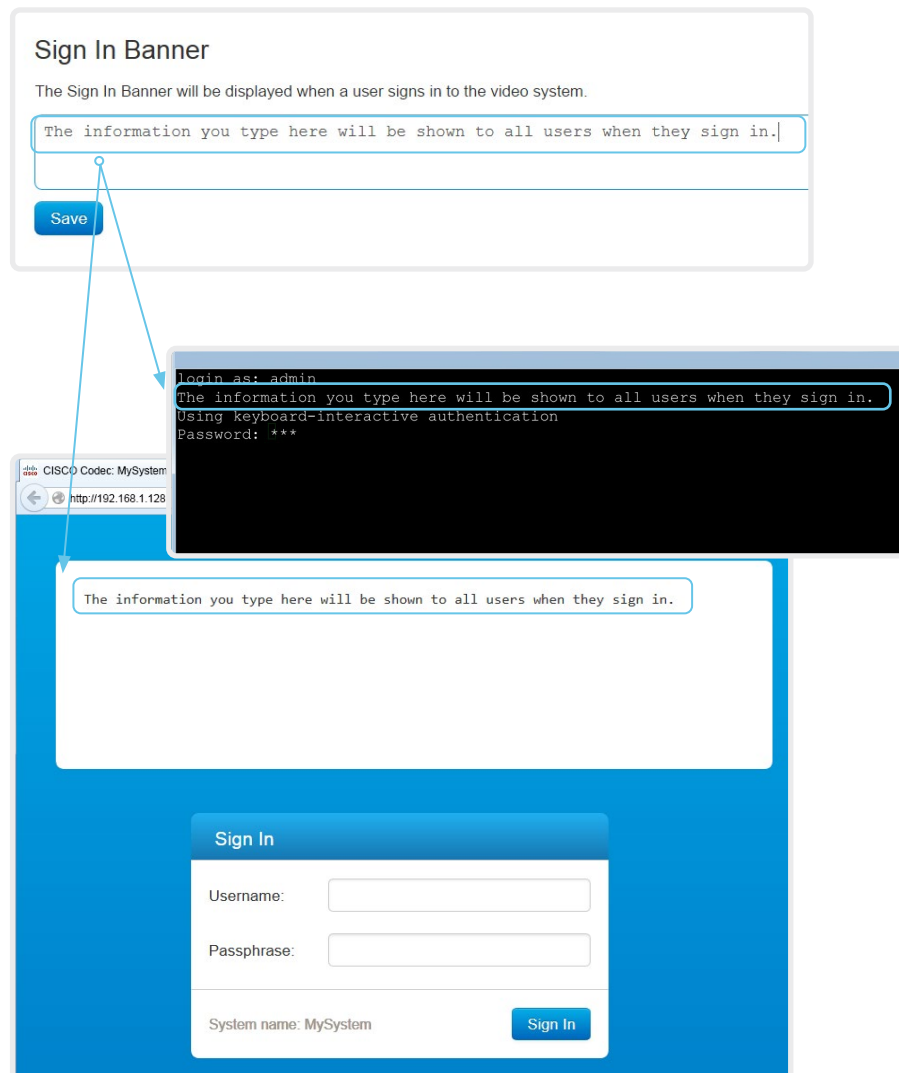 Sign In Banner
The Sign In Banner will be displayed when a user signs in to the video system.
The information you type here will be shown to all users when they sign in.
Save
login as: admin
The information you type here will be shown to all users when they sign in.
Using keyboard-interactive authentication
Password: ***
CISCO
CISCO Codec: MySystem
http://192.168.1.128
The information you type here will be shown to all users when they sign in.
Sign In
Username:
Passphrase:
System name: MySystem
Sign In